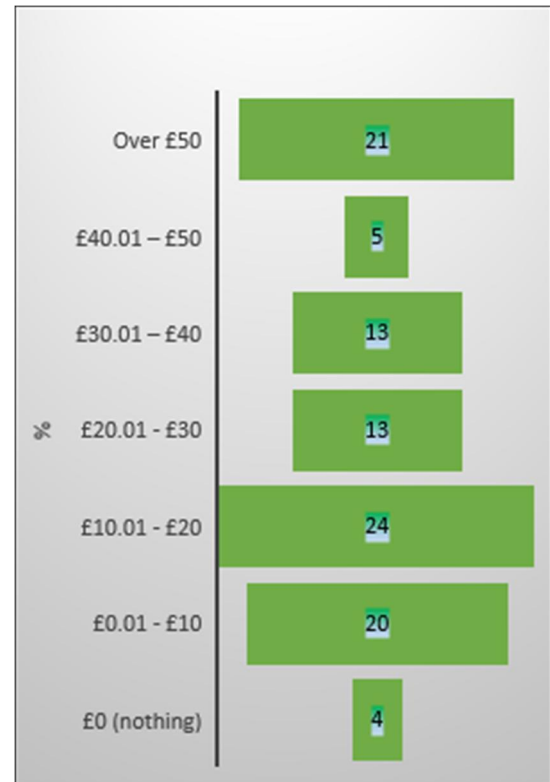 Over £50 21
£40.01 – £50 5
£30.01 – £40 13
£20.01 - £30 13
%
£10.01 - £20 24
£0.01 - £10 20
£0 (nothing) 4